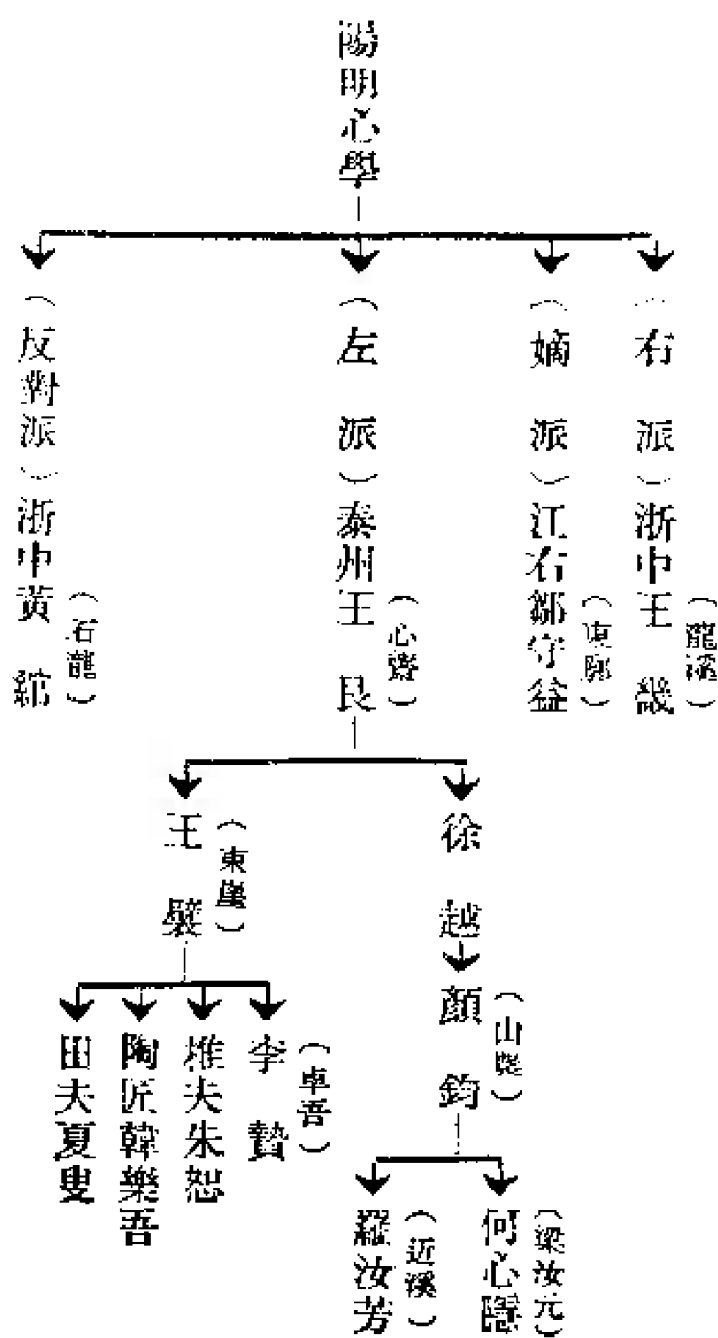 陽明心學
（右派）浙中王畿
（龍溪）
（嫡派）江右鄒守益
（東廓）
（左派）泰州王艮
（心齋）
（反對派）浙中黃綰
（石龍）
徐越
王襞
（東崖）
顏鈞
（山農）
李贄
（卓吾）
樵夫朱恕
陶匠韓樂吾
田夫夏叟
何心隱
（梁汝元）
羅汝芳
（近溪）